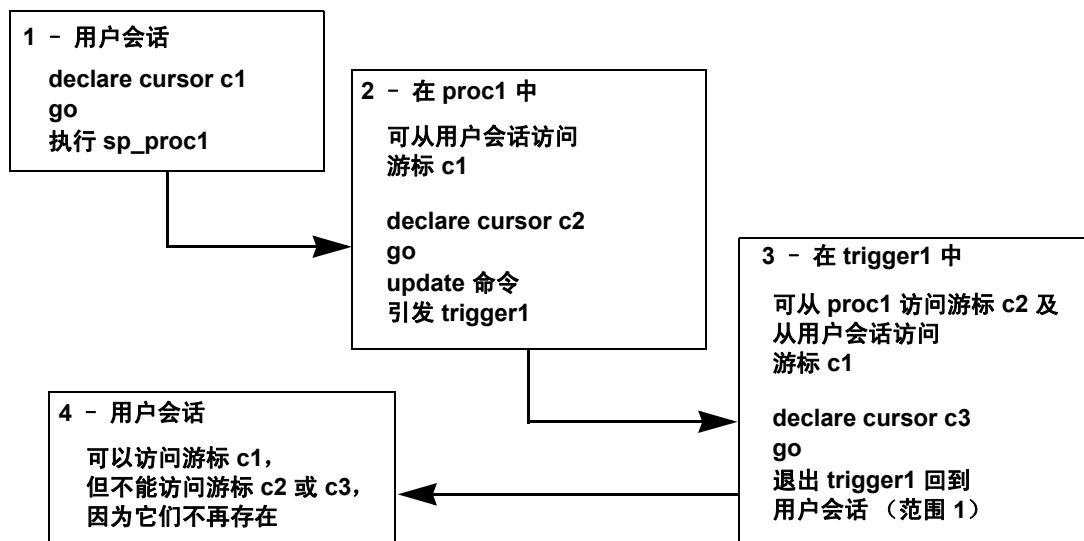 1 - 用户会话
declare cursor c1
go
执行 sp_proc1
2 - 在 proc1 中
可从用户会话访问
游标 c1
declare cursor c2
go
update 命令
引发 trigger1
3 - 在 trigger1 中
可从 proc1 访问游标 c2 及
从用户会话访问
游标 c1
declare cursor c3
go
退出 trigger1 回到
用户会话 （范围 1）
4 - 用户会话
可以访问游标 c1，
但不能访问游标 c2 或 c3，
因为它们不再存在